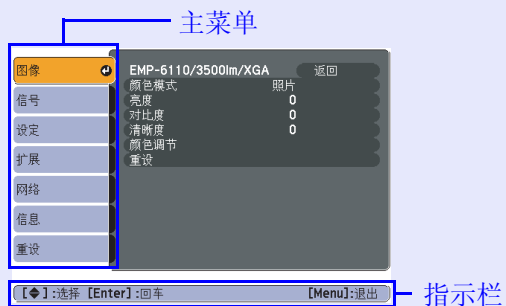 主菜单
图像
信号
设定
扩展
网络
信息
重设
EMP-6110/3500lm/XGA 返回
颜色模式 照片
亮度 0
对比度 0
清晰度 0
颜色调节
重设
[◆]:选择 [Enter]:回车 [Menu]:退出
指示栏